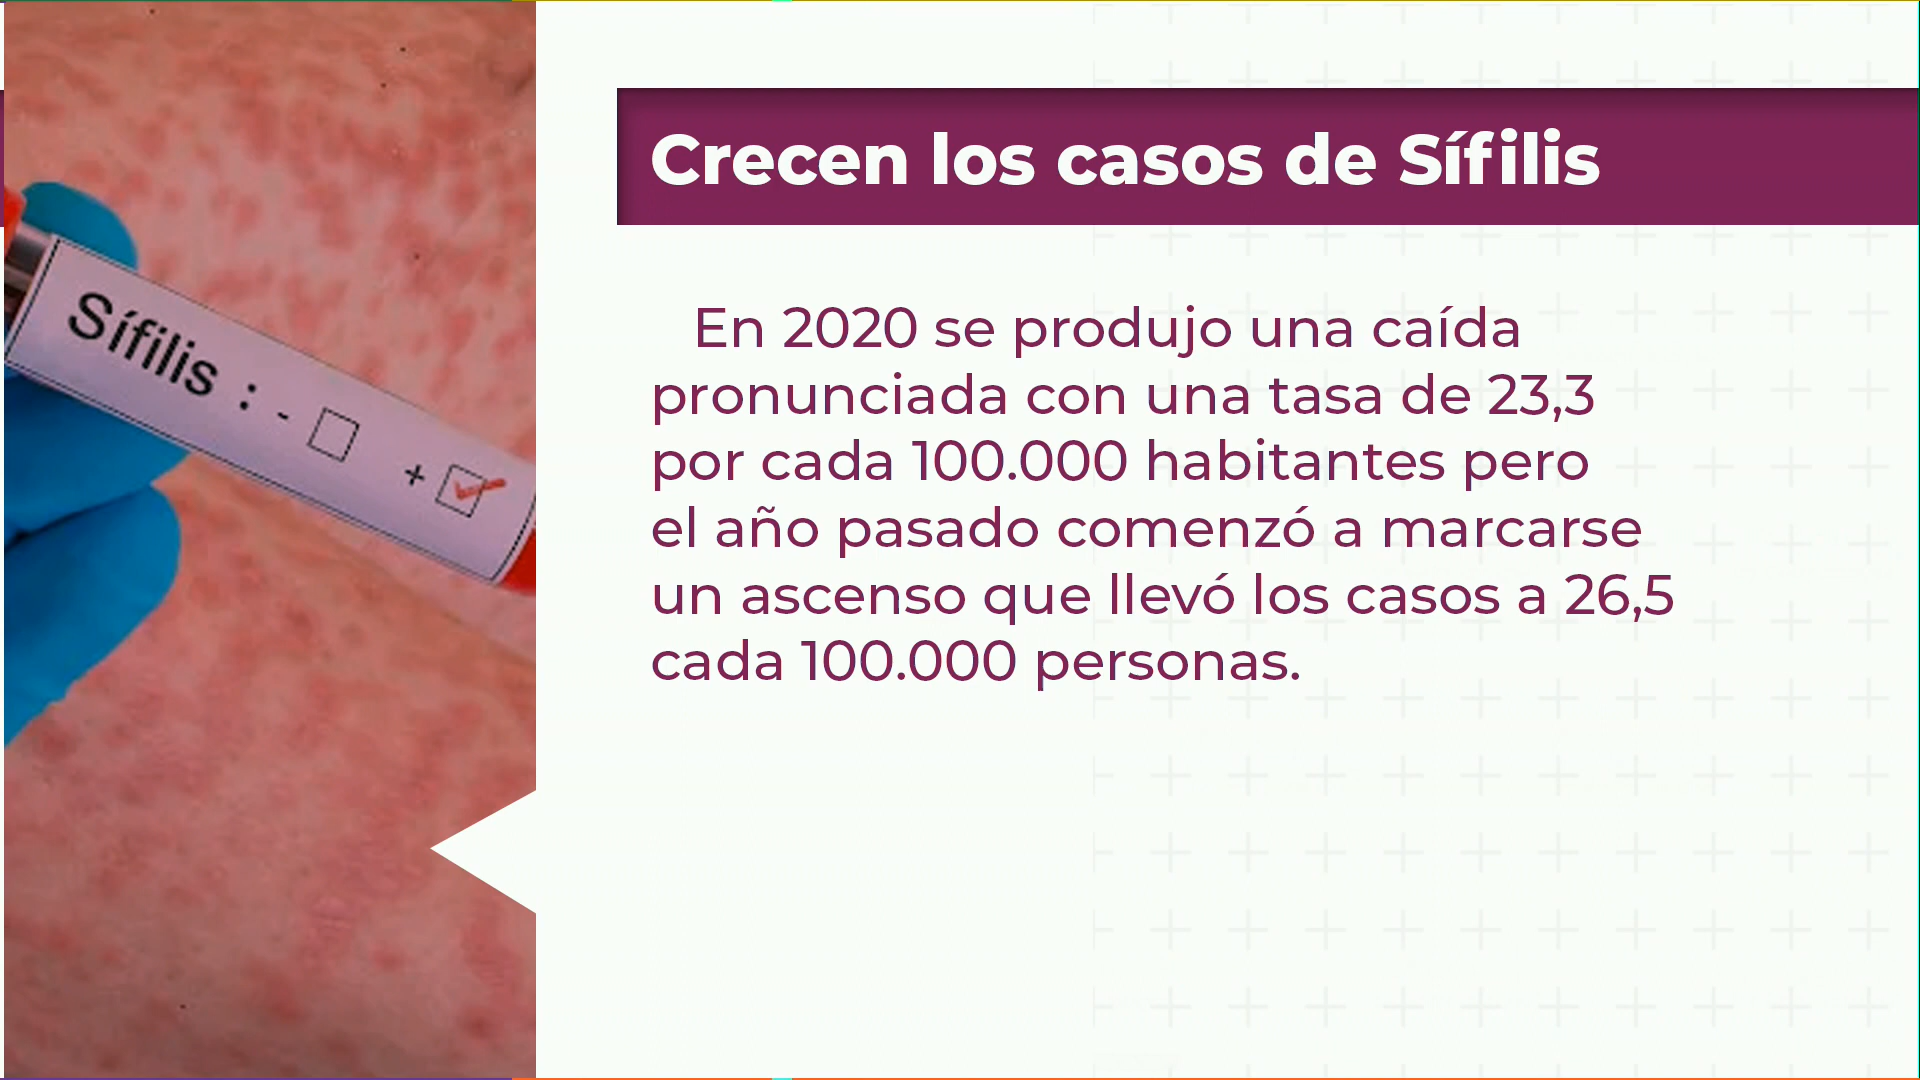 Crecen los casos de Sífilis
En 2020 se produjo una caída
pronunciada con una tasa de 23,3
por cada 100.000 habitantes pero
el año pasado comenzó a marcarse
un ascenso que llevó los casos a 26,5
cada 100.000 personas.
Sífilis : - +